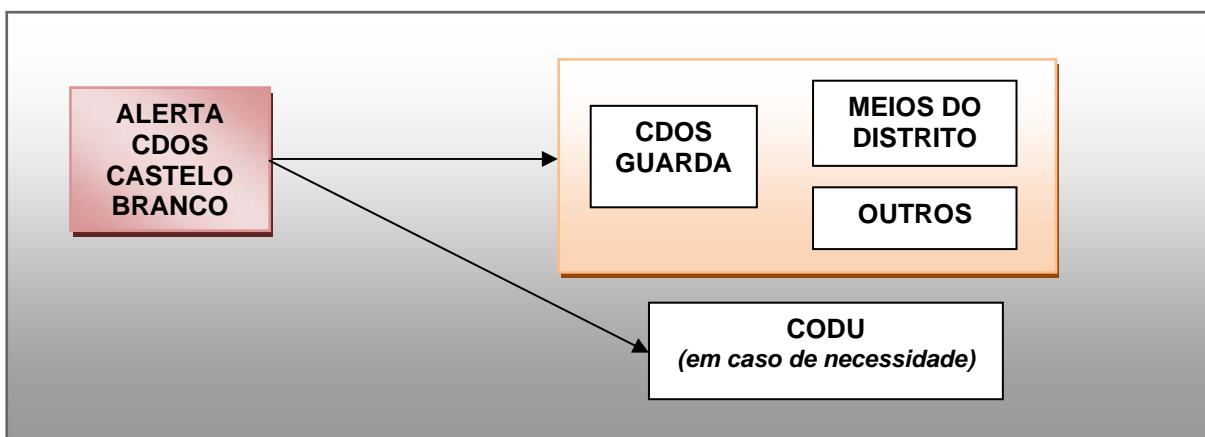 ALERTA
CDOS
CASTELO
BRANCO
CDOS
GUARDA
MEIOS DO
DISTRITO
OUTROS
CODU
(em caso de necessidade)